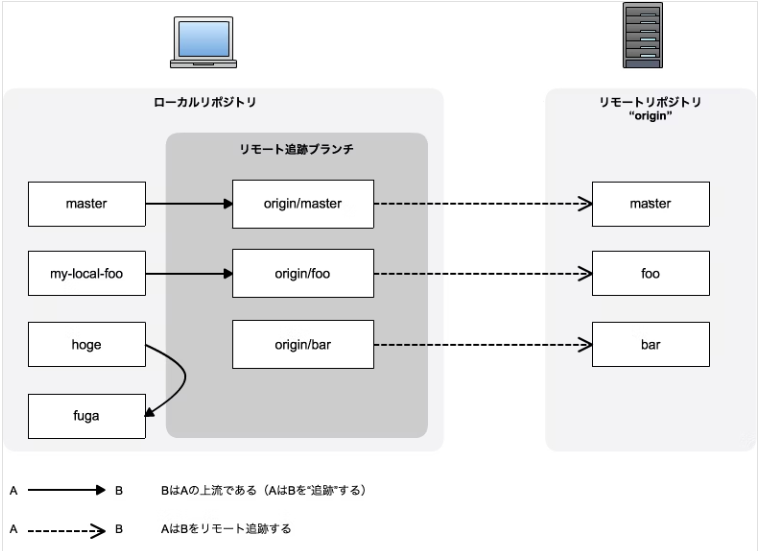 ローカルリポジトリ
リモートリポジトリ
“origin”
リモート追跡ブランチ
master
origin/master
master
my-local-foo
origin/foo
foo
hoge
origin/bar
bar
fuga
A B BはAの上流である（AはBを“追跡”する）
A B AはBをリモート追跡する